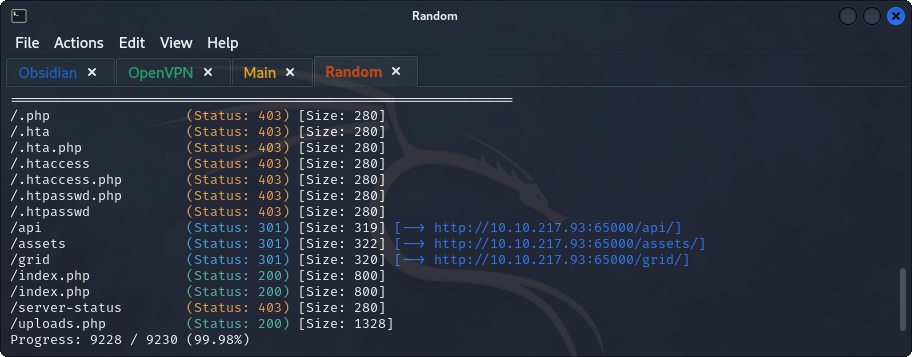 Random
File Actions Edit View Help
Obsidian × OpenVPN × Main × Random ×
===============================================================
/.php (Status: 403) [Size: 280]
/.hta (Status: 403) [Size: 280]
/.hta.php (Status: 403) [Size: 280]
/.htaccess (Status: 403) [Size: 280]
/.htaccess.php (Status: 403) [Size: 280]
/.htpasswd.php (Status: 403) [Size: 280]
/.htpasswd (Status: 403) [Size: 280]
/api (Status: 301) [Size: 319] [--> http://10.10.217.93:65000/api/]
/assets (Status: 301) [Size: 322] [--> http://10.10.217.93:65000/assets/]
/grid (Status: 301) [Size: 320] [--> http://10.10.217.93:65000/grid/]
/index.php (Status: 200) [Size: 800]
/index.php (Status: 200) [Size: 800]
/server-status (Status: 403) [Size: 280]
/uploads.php (Status: 200) [Size: 1328]
Progress: 9228 / 9230 (99.98%)